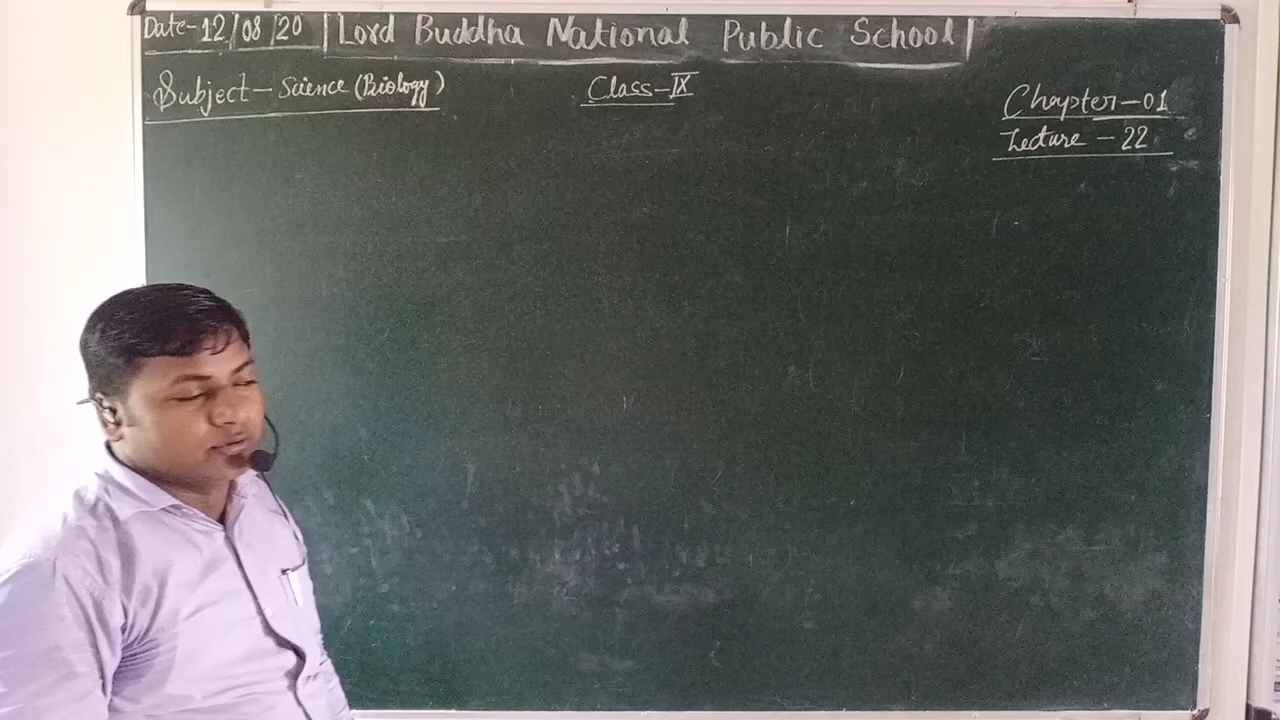 Date-12/08/20 | Lord Buddha National Public School |
Subject - Science (Biology)
Class-IX
Chapter-01
Lecture - 22